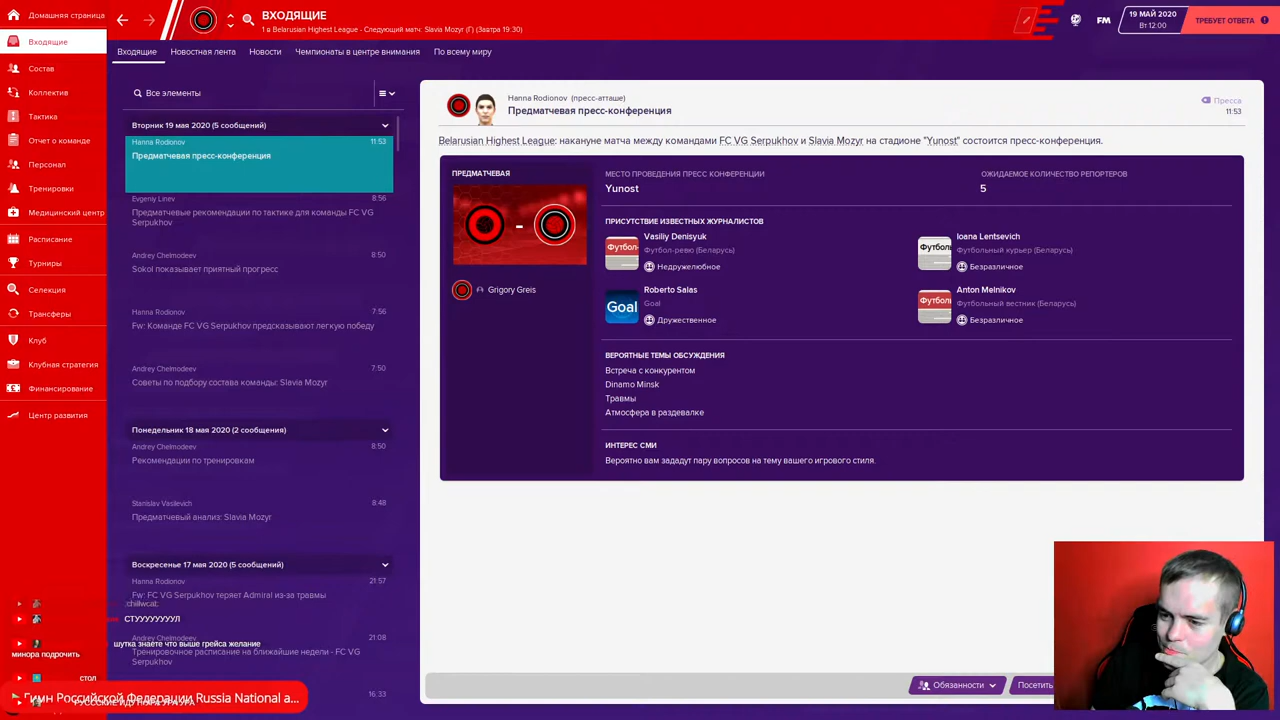 Домашняя страница
Входящие
Состав
Коллектив
Тактика
Отчет о команде
Персонал
Тренировки
Медицинский центр
Расписание
Турниры
Селекция
Трансферы
Клуб
Клубная стратегия
Финансирование
Центр развития
ВХОДЯЩИЕ
1 в Belarusian Highest League - Следующий матч: Slavia Mozyr (Г) (Завтра 19:30)
FM
19 МАЙ 2020
Вт 12:00
ТРЕБУЕТ ОТВЕТА
Входящие
Новостная лента
Новости
Чемпионаты в центре внимания
По всему миру
Все элементы
Вторник 19 мая 2020 (5 сообщений)
Hanna Rodionov 11:53
Предматчевая пресс-конференция
Evgeniy Linev 8:56
Предматчевые рекомендации по тактике для команды FC VG
Serpukhov
Andrey Chelmodeev 8:50
Sokol показывает приятный прогресс
Hanna Rodionov 7:56
Fw: Команде FC VG Serpukhov предсказывают легкую победу
Andrey Chelmodeev 7:50
Советы по подбору состава команды: Slavia Mozyr
Понедельник 18 мая 2020 (2 сообщения)
Andrey Chelmodeev 8:50
Рекомендации по тренировкам
Stanislav Vasilevich 8:48
Предматчевый анализ: Slavia Mozyr
Воскресенье 17 мая 2020 (5 сообщений)
Hanna Rodionov 21:57
Fw: FC VG Serpukhov теряет Admiral из-за травмы
Andrey Chelmodeev 21:08
Тренировочное расписание на ближайшие недели - FC VG
Serpukhov
16:33
Hanna Rodionov (пресс-атташе)
Предматчевая пресс-конференция
Пресса
11:53
Belarusian Highest League: накануне матча между командами FC VG Serpukhov и Slavia Mozyr на стадионе "Yunost" состоится пресс-конференция.
ПРЕДМАТЧЕВАЯ
-
Grigory Greis
МЕСТО ПРОВЕДЕНИЯ ПРЕСС КОНФЕРЕНЦИИ
Yunost
ОЖИДАЕМОЕ КОЛИЧЕСТВО РЕПОРТЕРОВ
5
ПРИСУТСТВИЕ ИЗВЕСТНЫХ ЖУРНАЛИСТОВ
Футбол-
Vasiliy Denisyuk
Футбол-ревю (Беларусь)
Недружелюбное
Футболь
Ioana Lentsevich
Футбольный курьер (Беларусь)
Безразличное
Goal
Roberto Salas
Goal
Дружественное
Футболь
Anton Melnikov
Футбольный вестник (Беларусь)
Безразличное
ВЕРОЯТНЫЕ ТЕМЫ ОБСУЖДЕНИЯ
Встреча с конкурентом
Dinamo Minsk
Травмы
Атмосфера в раздевалке
ИНТЕРЕС СМИ
Вероятно вам зададут пару вопросов на тему вашего игрового стиля.
Обязанности
Посетить
:chillwcat:
СТУУУУУУУУЛ
шутка знаете что выше грейса желание
минора подрочить
стол
Гимн Российской Федерации Russia National a...